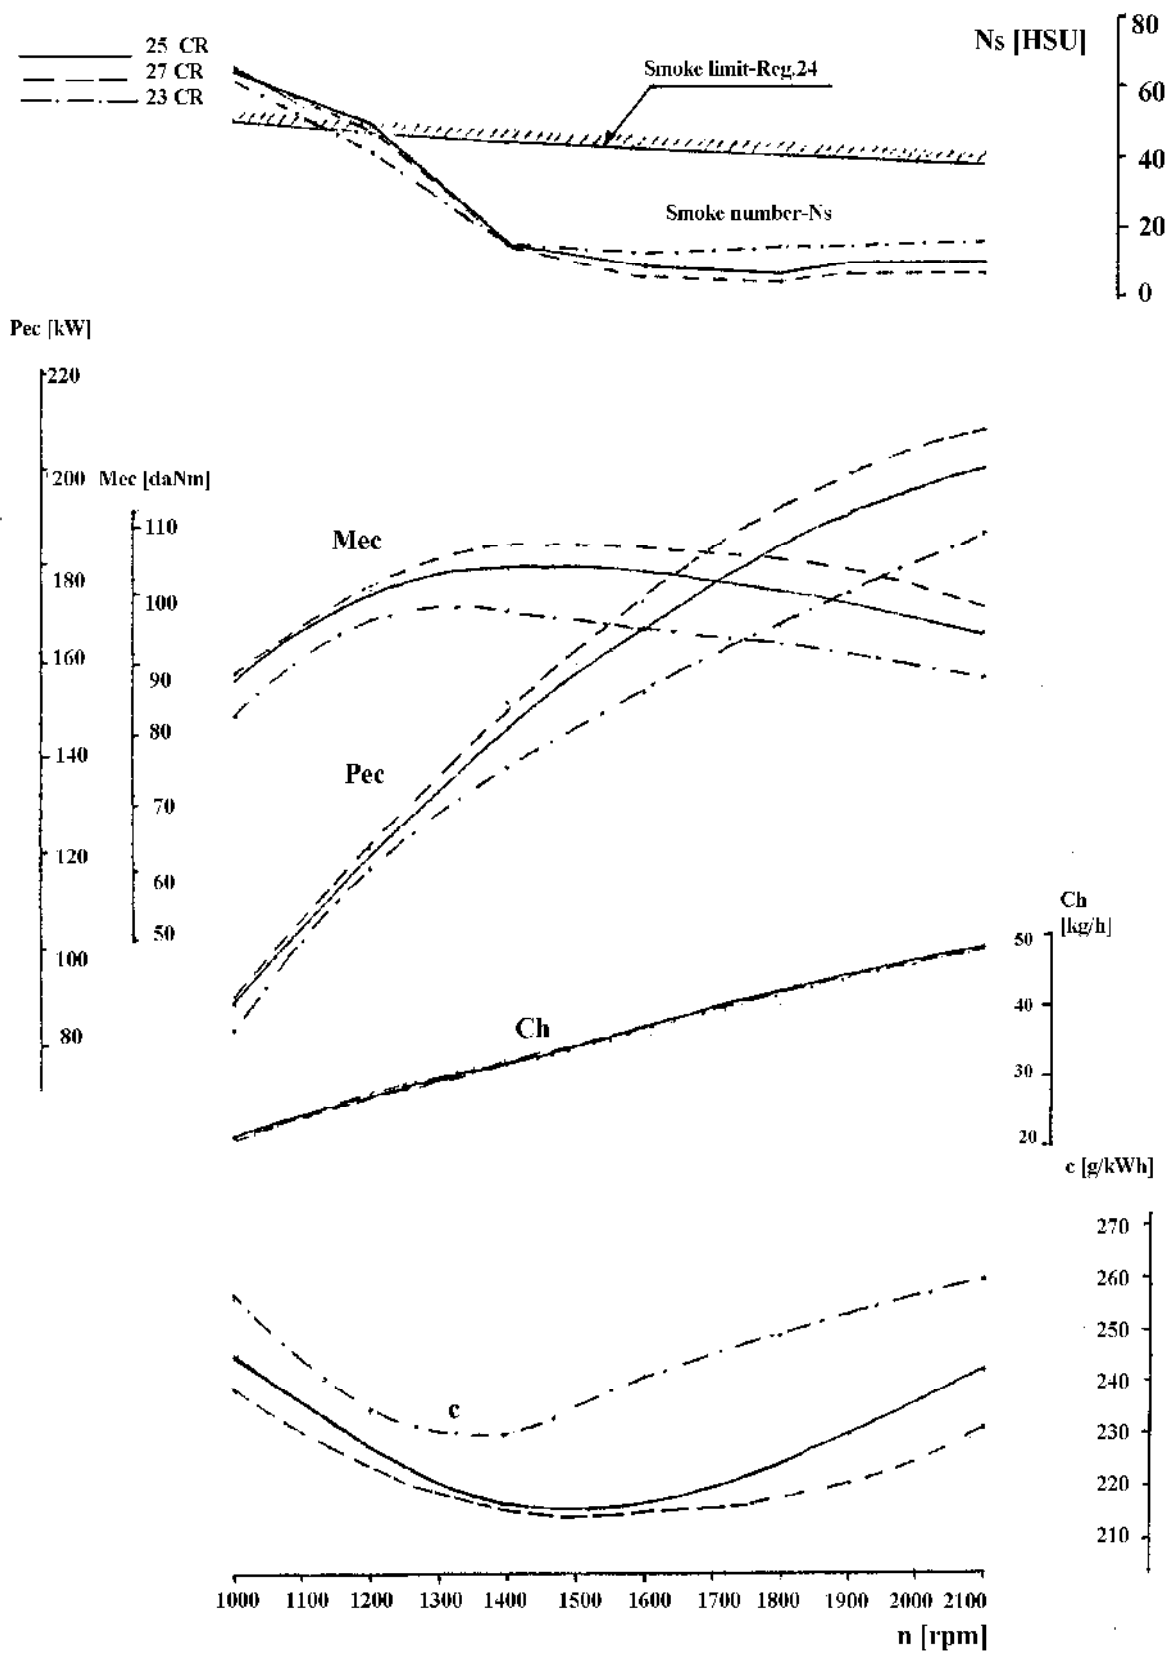 25 CR
27 CR
23 CR
Ns [HSU]
80
60
40
20
0
Smoke limit-Reg.24
Smoke number-Ns
Pec [kW]
220
200
180
160
140
120
100
80
Mec [daNm]
110
100
90
80
70
60
50
Mec
Pec
Ch
[kg/h]
50
40
30
20
Ch
c [g/kWh]
270
260
250
240
230
220
210
c
1000 1100 1200 1300 1400 1500 1600 1700 1800 1900 2000 2100
n [rpm]